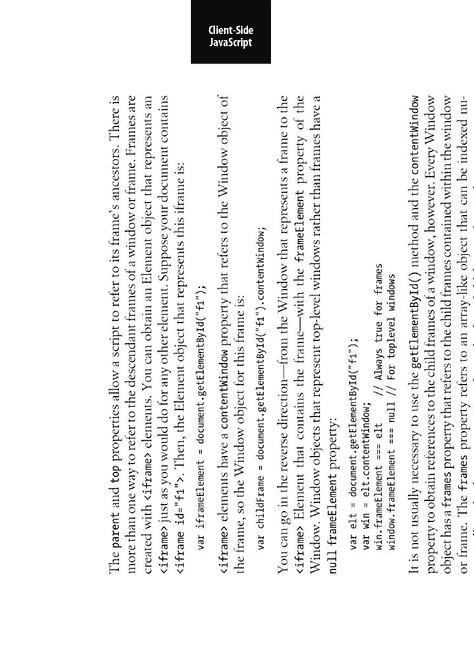 Client-Side
JavaScript
The parent and top properties allow a script to refer to its frame's ancestors. There is
more than one way to refer to the descendant frames of a window or frame. Frames are
created with <iframe> elements. You can obtain an Element object that represents an
<iframe> just as you would do for any other element. Suppose your document contains
<iframe id="f1">. Then, the Element object that represents this iframe is:
var iframeElement = document.getElementById("f1");
<iframe> elements have a contentWindow property that refers to the Window object of
the frame, so the Window object for this frame is:
var childFrame = document.getElementById("f1").contentWindow;
You can go in the reverse direction—from the Window that represents a frame to the
<iframe> Element that contains the frame—with the frameElement property of the
Window. Window objects that represent top-level windows rather than frames have a
null frameElement property:
var elt = document.getElementById("f1");
var win = elt.contentWindow;
win.frameElement === elt // Always true for frames
window.frameElement === null // For toplevel windows
It is not usually necessary to use the getElementById() method and the contentWindow
property to obtain references to the child frames of a window, however. Every Window
object has a frames property that refers to the child frames contained within the window
or frame. The frames property refers to an array-like object that can be indexed nu-